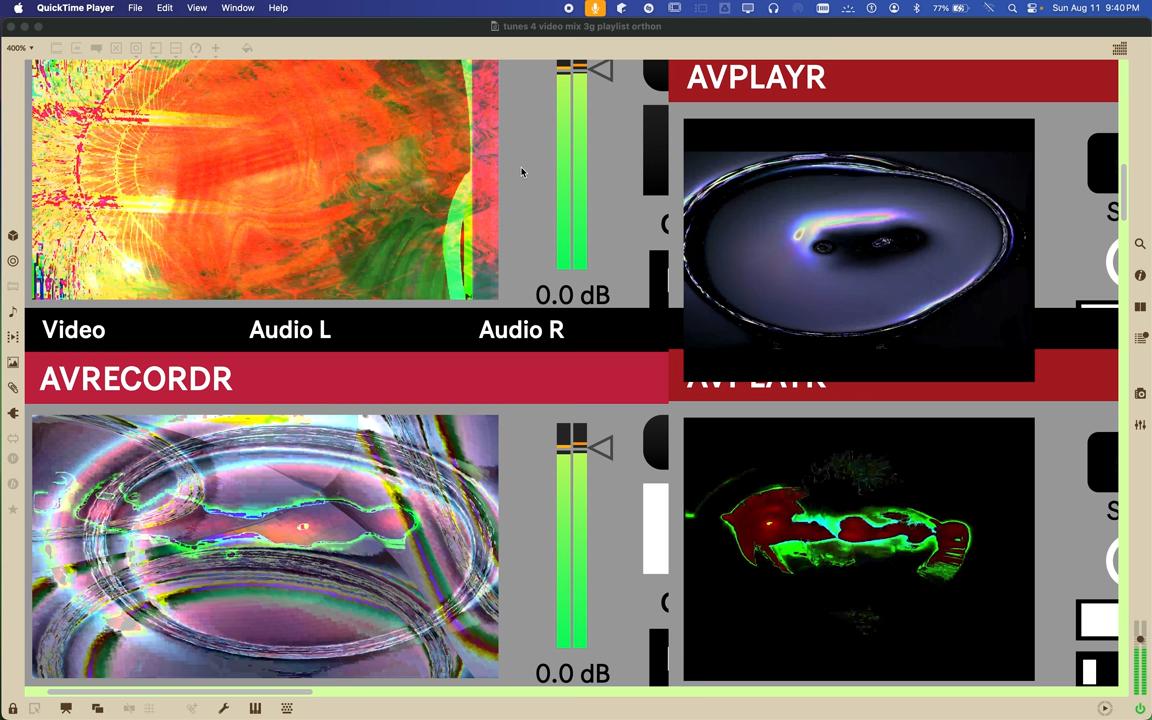 QuickTime Player File Edit View Window Help
77% Sun Aug 11 9:40 PM
tunes 4 video mix 3g playlist orthon
400%
AVPLAYR
0.0 dB
Video Audio L Audio R
AVRECORDR
AVPLAYR
0.0 dB